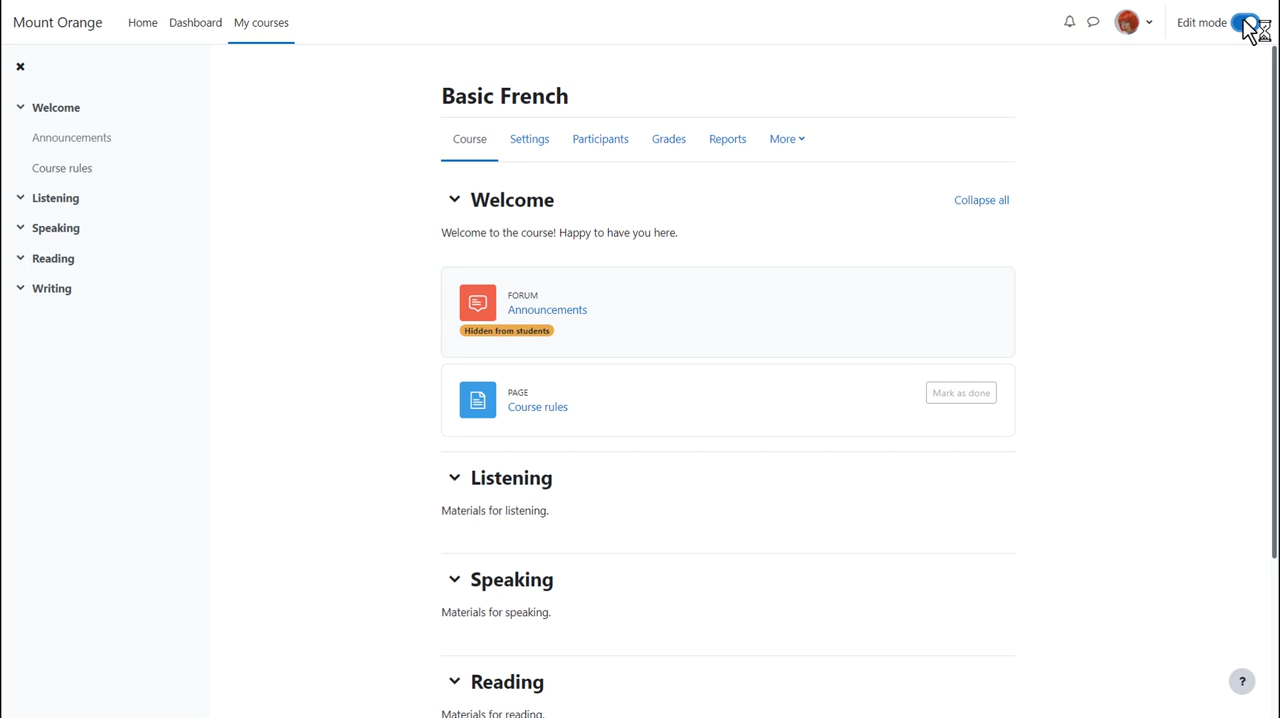 Mount Orange Home Dashboard My courses Edit mode
Welcome
Announcements
Course rules
Listening
Speaking
Reading
Writing
Basic French
Course Settings Participants Grades Reports More
Welcome Collapse all
Welcome to the course! Happy to have you here.
FORUM
Announcements
Hidden from students
PAGE
Course rules
Mark as done
Listening
Materials for listening.
Speaking
Materials for speaking.
Reading
Materials for reading.
?